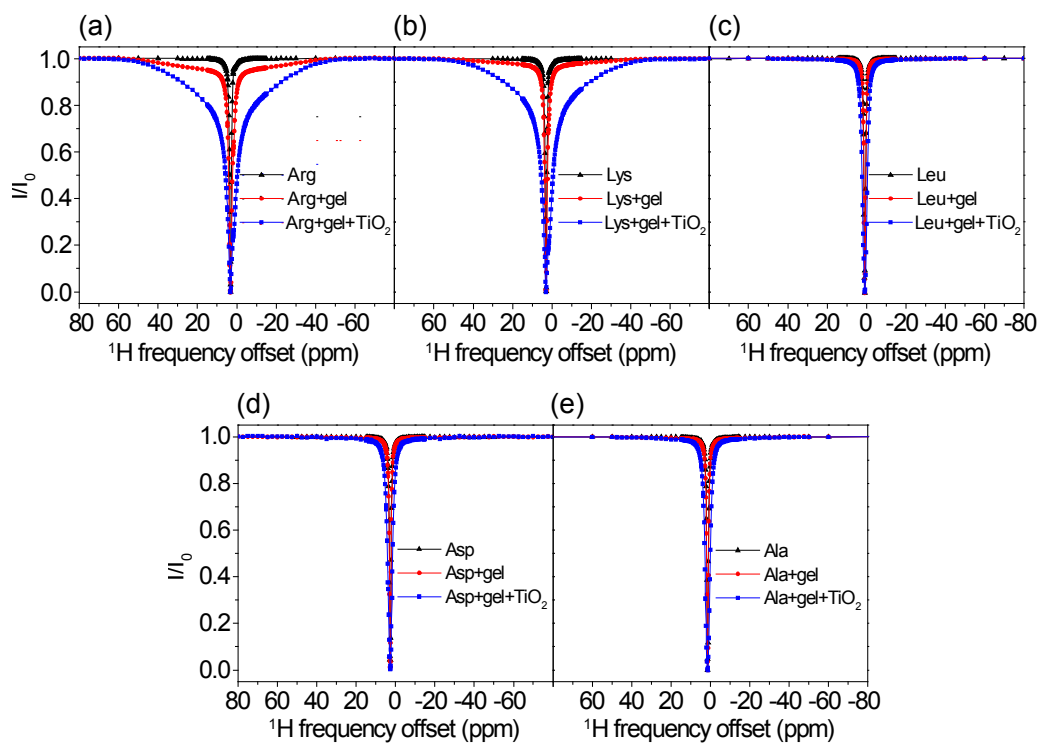 (a)
(b)
(c)
1.0
0.8
0.6
0.4
0.2
0.0
I/I0
Arg
Arg+gel
Arg+gel+TiO2
Lys
Lys+gel
Lys+gel+TiO2
Leu
Leu+gel
Leu+gel+TiO2
80 60 40 20 0 -20 -40 -60
60 40 20 0 -20 -40 -60
60 40 20 0 -20 -40 -60 -80
1H frequency offset (ppm)
1H frequency offset (ppm)
1H frequency offset (ppm)
(d)
(e)
1.0
0.8
0.6
0.4
0.2
0.0
I/I0
Asp
Asp+gel
Asp+gel+TiO2
Ala
Ala+gel
Ala+gel+TiO2
80 60 40 20 0 -20 -40 -60
60 40 20 0 -20 -40 -60 -80
1H frequency offset (ppm)
1H frequency offset (ppm)